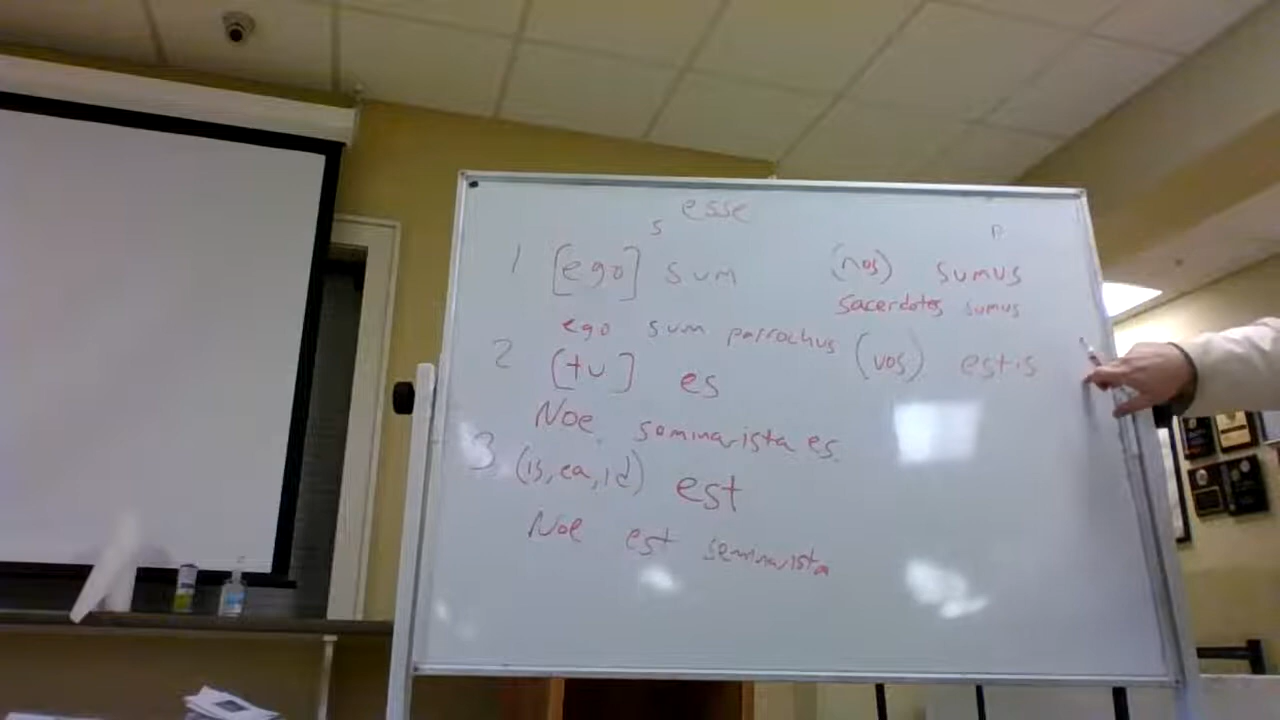 esse
s p
1 [ego] sum (nos) sumus
sacerdotes sumus
ego sum parrochus
2 [tu] es (vos) estis
Noe, seminarista es.
3 (is, ea, id) est
Noe est seminarista